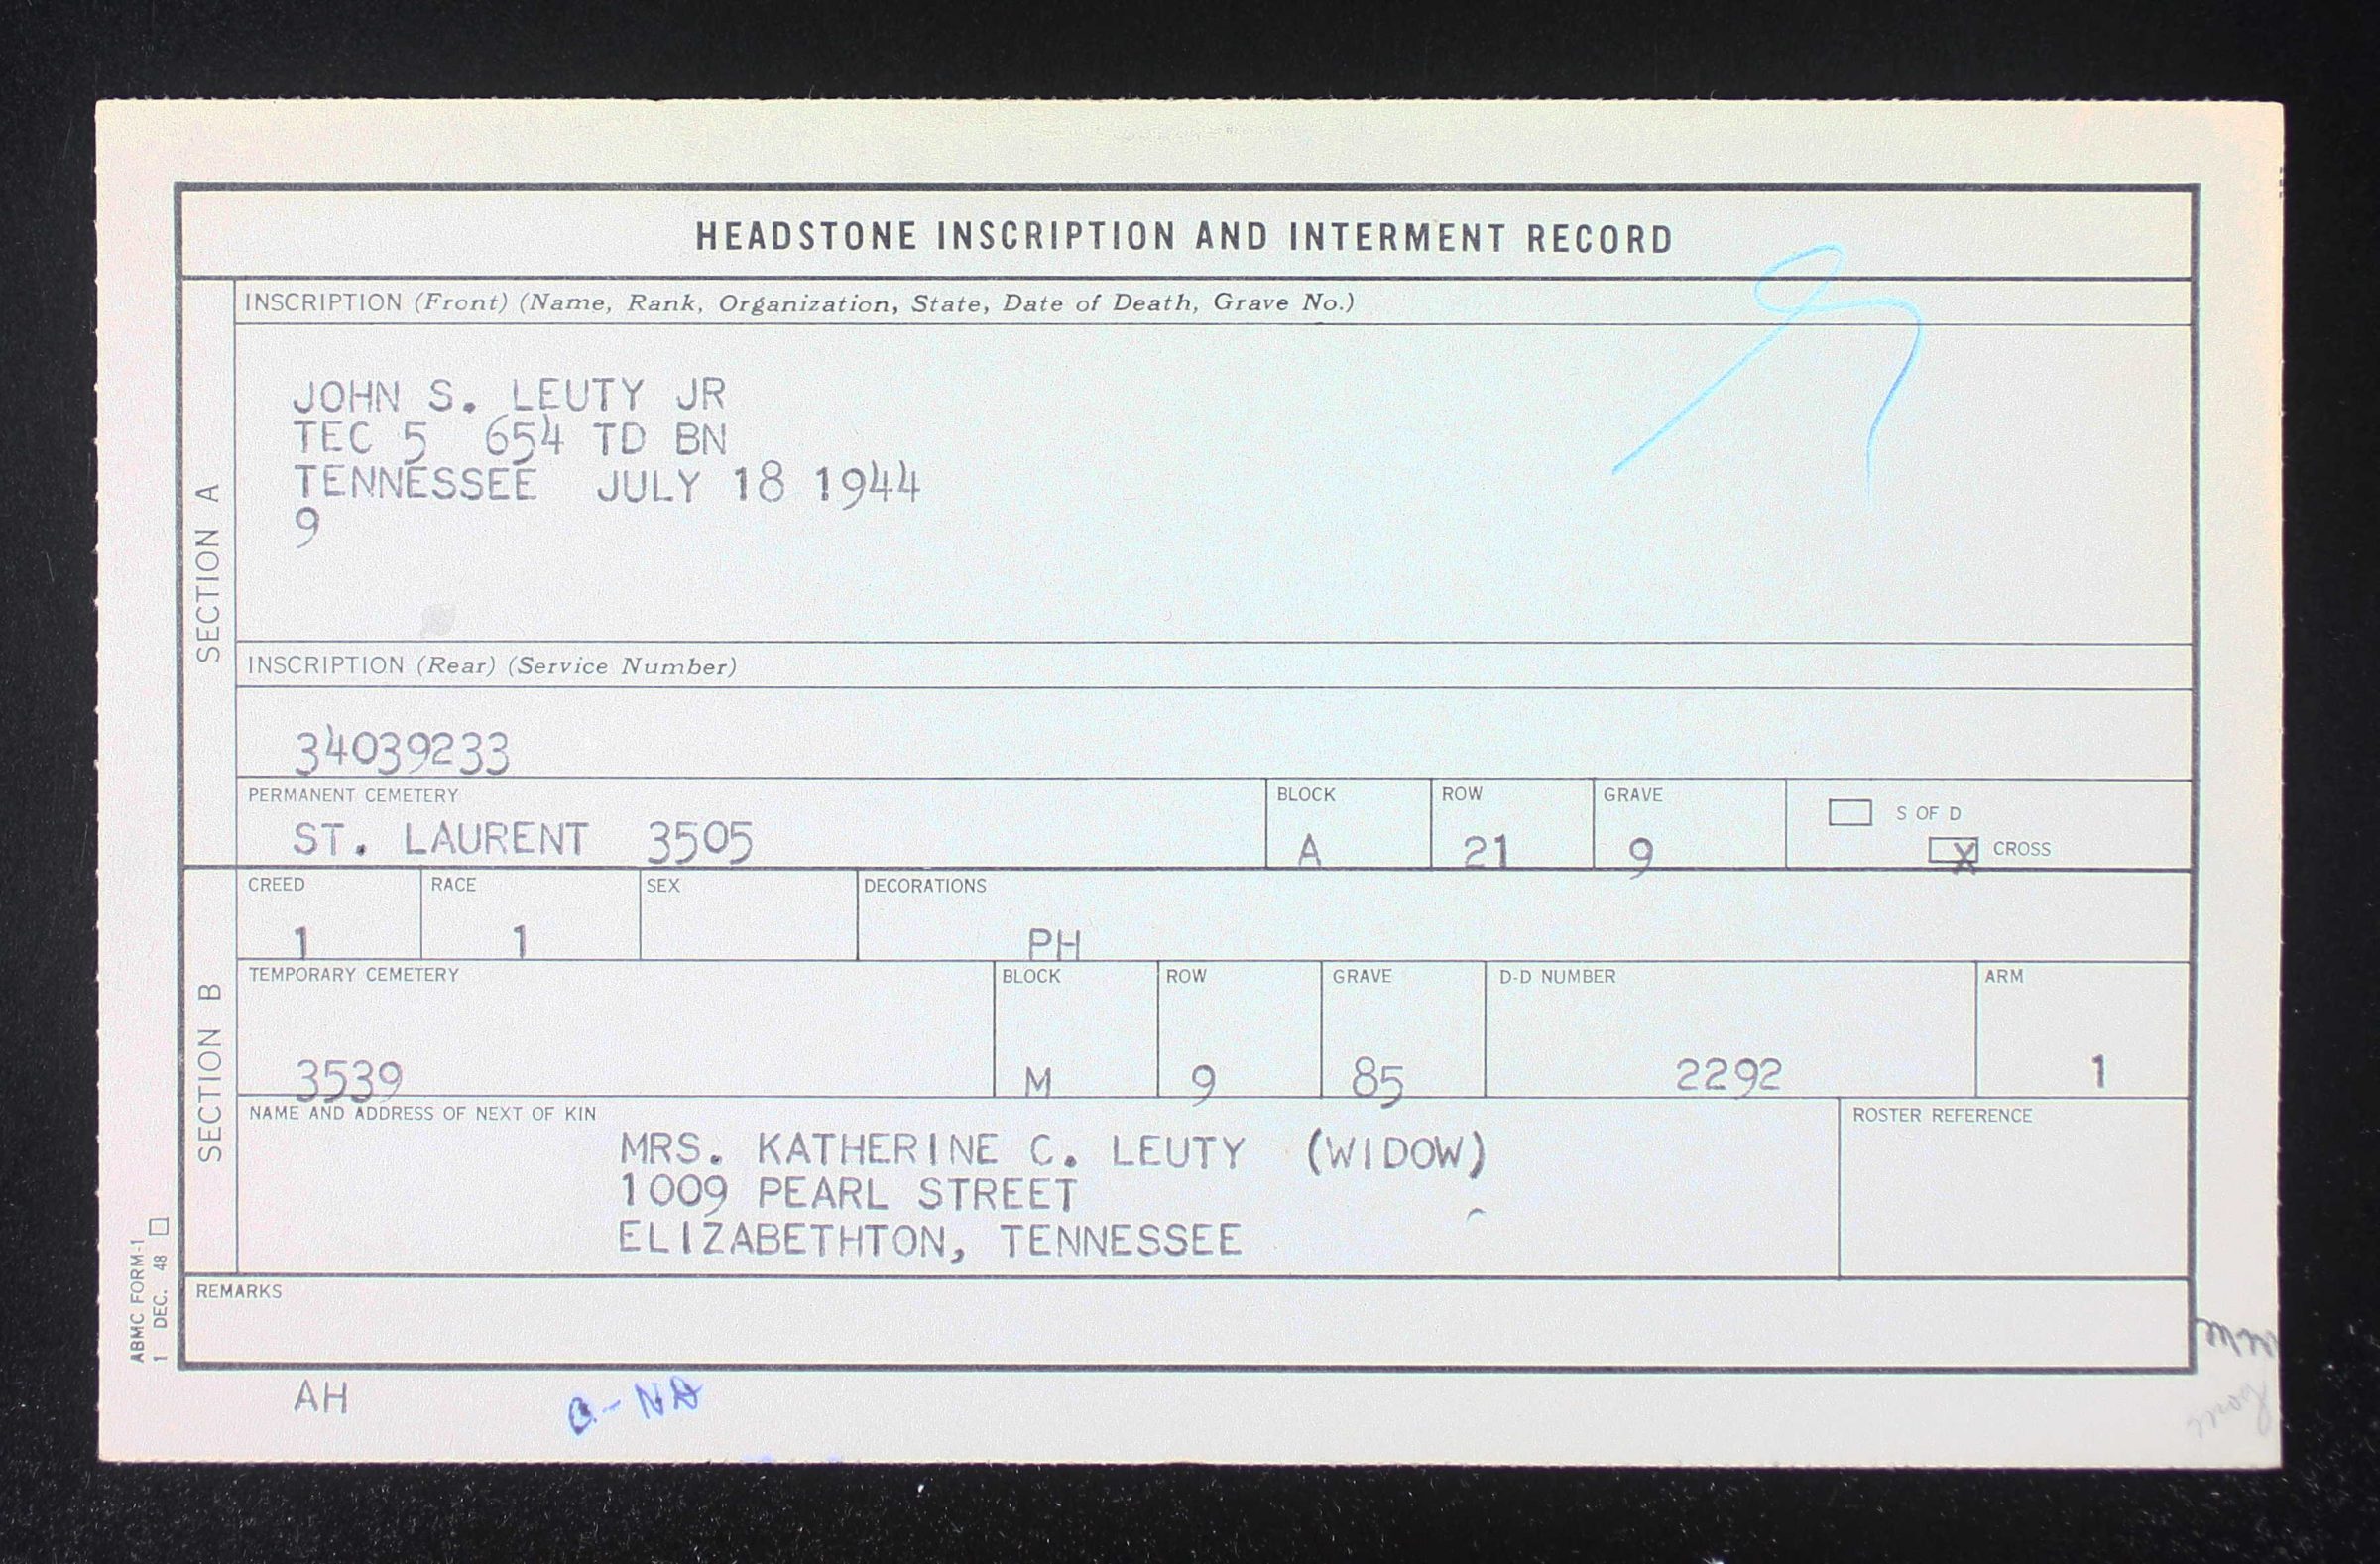 HEADSTONE INSCRIPTION AND INTERMENT RECORD
SECTION A
INSCRIPTION (Front) (Name, Rank, Organization, State, Date of Death, Grave No.)
JOHN S. LEUTY JR
TEC 5 654 TD BN
TENNESSEE JULY 18 1944
9
INSCRIPTION (Rear) (Service Number)
34039233
PERMANENT CEMETERY BLOCK ROW GRAVE S OF D
ST. LAURENT 3505 A 21 9 X CROSS
SECTION B
CREED RACE SEX DECORATIONS
1 1 PH
TEMPORARY CEMETERY BLOCK ROW GRAVE D-D NUMBER ARM
3539 M 9 85 2292 1
NAME AND ADDRESS OF NEXT OF KIN ROSTER REFERENCE
MRS. KATHERINE C. LEUTY (WIDOW)
1009 PEARL STREET
ELIZABETHTON, TENNESSEE
REMARKS
ABMC FORM-1
1 DEC. 48
AH